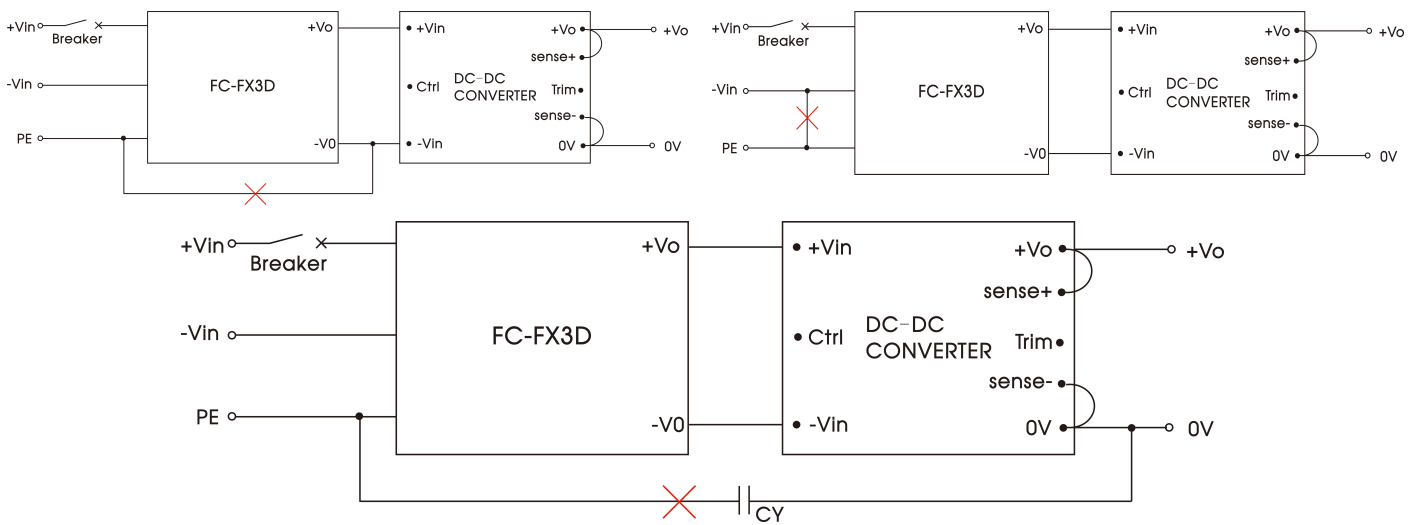 +Vin
Breaker
-Vin
PE
FC-FX3D
+Vo
-V0
+Vin
Ctrl
-Vin
DC-DC
CONVERTER
+Vo
sense+
Trim
sense-
0V
+Vo
0V
+Vin
Breaker
-Vin
PE
FC-FX3D
+Vo
-V0
+Vin
Ctrl
-Vin
DC-DC
CONVERTER
+Vo
sense+
Trim
sense-
0V
+Vo
0V
+Vin
Breaker
-Vin
PE
FC-FX3D
+Vo
-V0
+Vin
Ctrl
-Vin
DC-DC
CONVERTER
+Vo
sense+
Trim
sense-
0V
+Vo
0V
CY